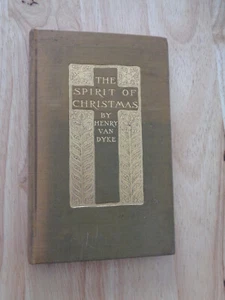 THE
SPIRIT OF
CHRISTMAS
BY
HENRY
VAN
DYKE